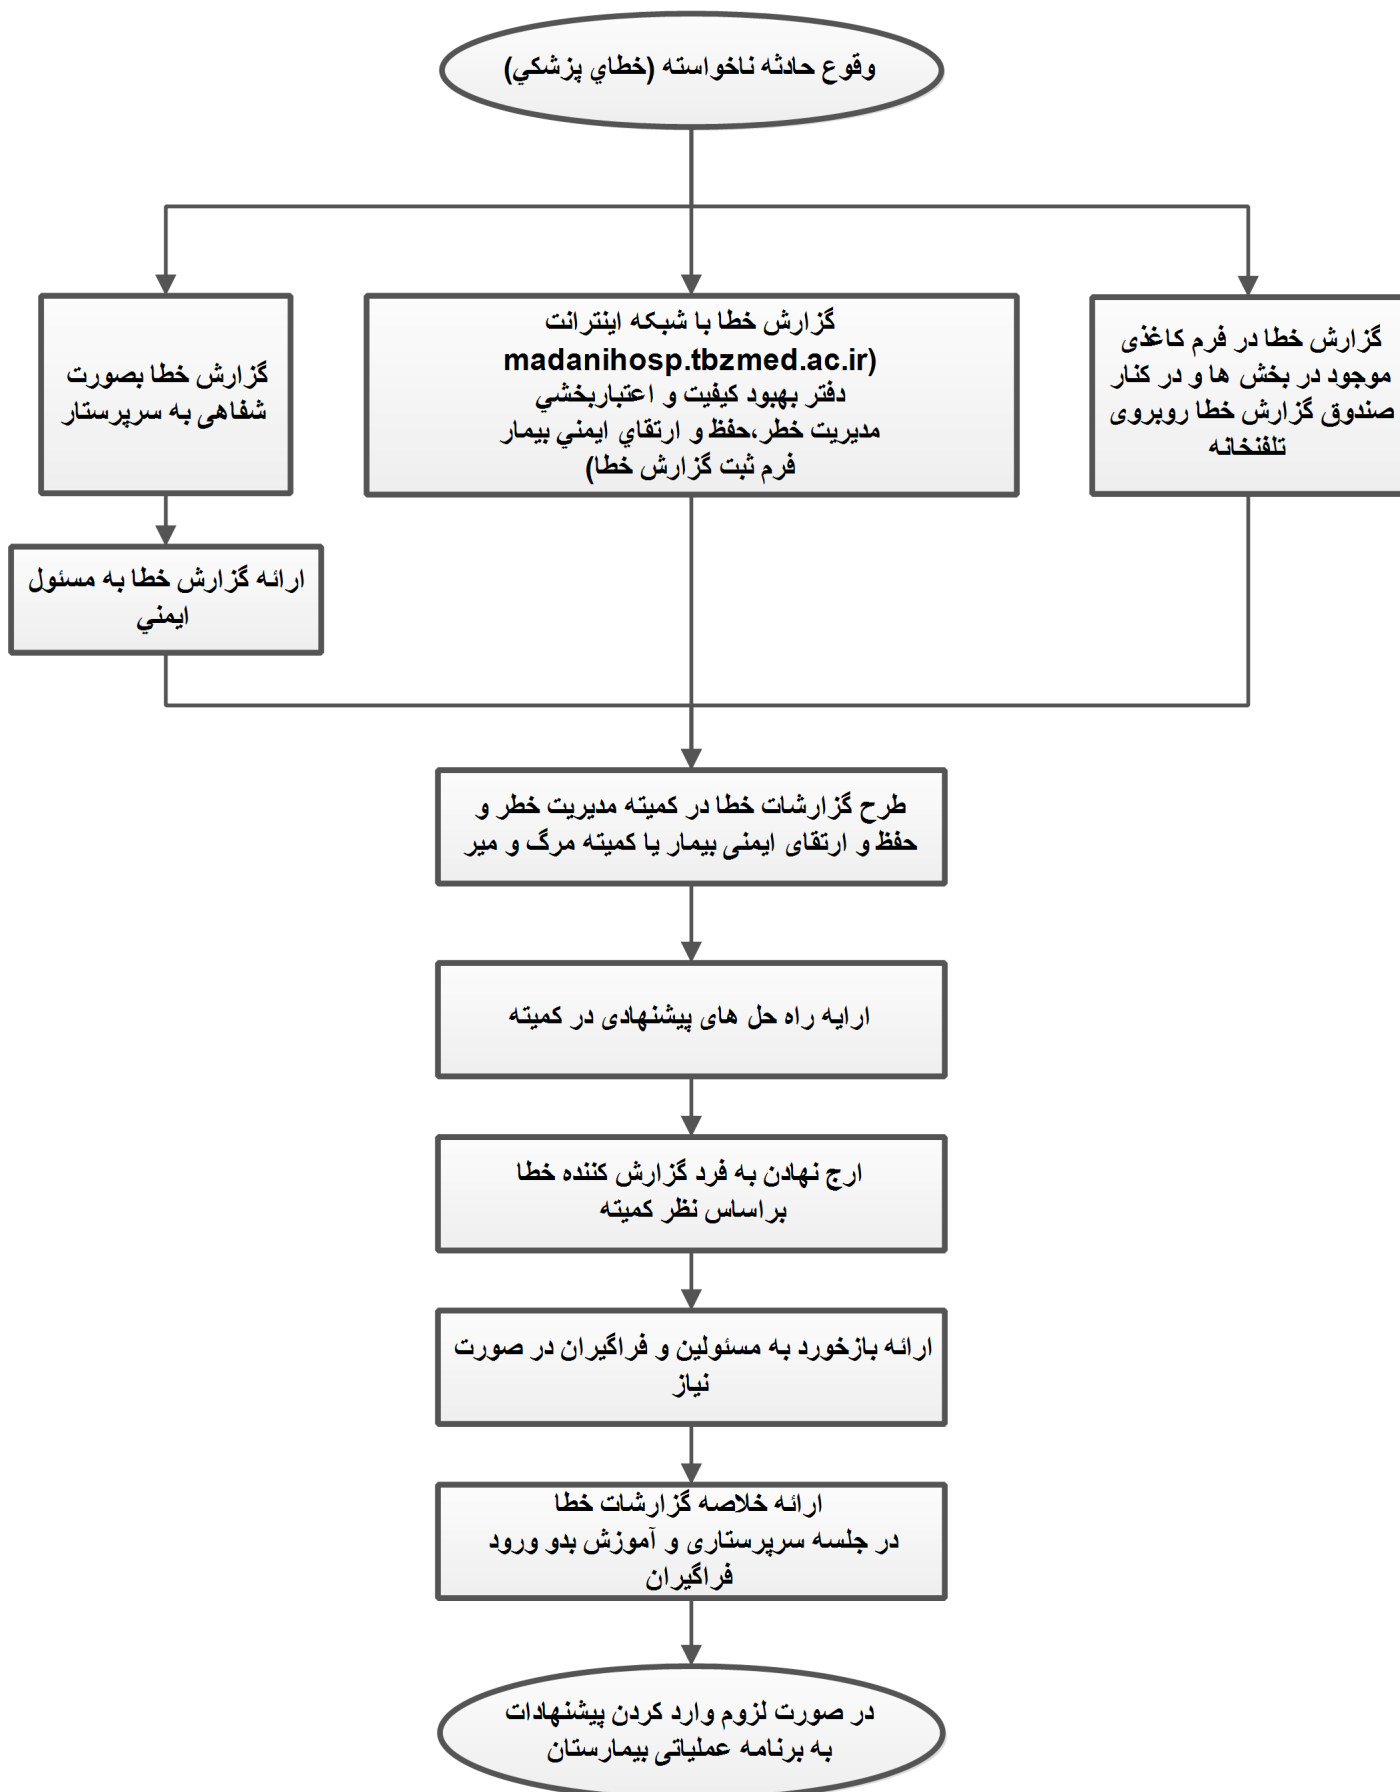 وقوع حادثه ناخواسته (خطاي پزشكي)
گزارش خطا در فرم کاغذی
موجود در بخش ها و در کنار
صندوق گزارش خطا روبروی
تلفنخانه
گزارش خطا با شبکه اینترانت
madanihosp.tbzmed.ac.ir)
دفتر بهبود کیفیت و اعتباربخشي
مدیریت خطر،حفظ و ارتقاي ایمني بیمار
فرم ثبت گزارش خطا)
گزارش خطا بصورت
شفاهی به سرپرستار
ارائه گزارش خطا به مسئول
ایمني
طرح گزارشات خطا در کمیته مدیریت خطر و
حفظ و ارتقای ایمنی بیمار یا کمیته مرگ و میر
ارایه راه حل های پیشنهادی در کمیته
ارج نهادن به فرد گزارش کننده خطا
براساس نظر کمیته
ارائه بازخورد به مسئولین و فراگیران در صورت
نیاز
ارائه خلاصه گزارشات خطا
در جلسه سرپرستاری و آموزش بدو ورود
فراگیران
در صورت لزوم وارد کردن پیشنهادات
به برنامه عملیاتی بیمارستان